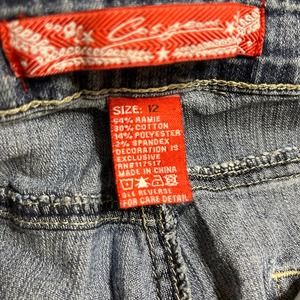 SIZE: 12
54% RAMIE
30% COTTON
14% POLYESTER
2% SPANDEX
DECORATION IS
EXCLUSIVE
RN#117517
MADE IN CHINA
SEE REVERSE
FOR CARE DETAIL